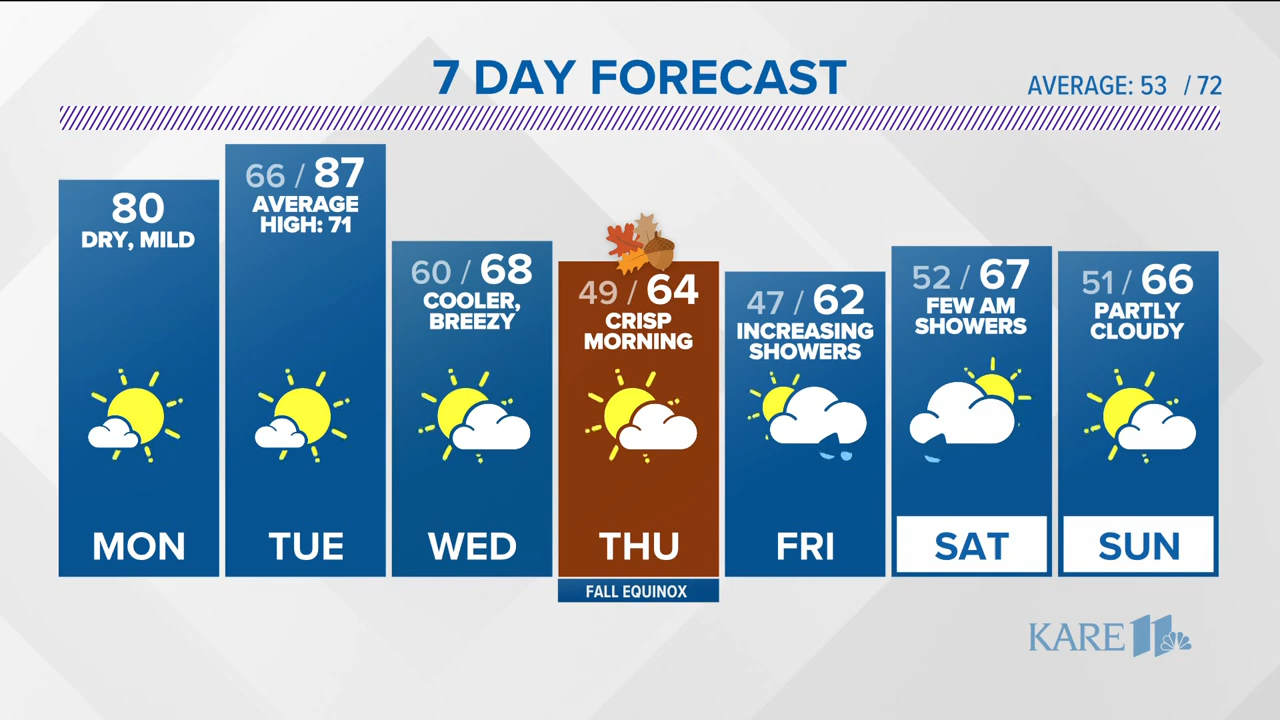 7 DAY FORECAST
AVERAGE: 53 / 72
80
DRY, MILD
MON
66 / 87
AVERAGE
HIGH: 71
TUE
60 / 68
COOLER,
BREEZY
WED
49 / 64
CRISP
MORNING
THU
FALL EQUINOX
47 / 62
INCREASING
SHOWERS
FRI
52 / 67
FEW AM
SHOWERS
SAT
51 / 66
PARTLY
CLOUDY
SUN
KARE 11